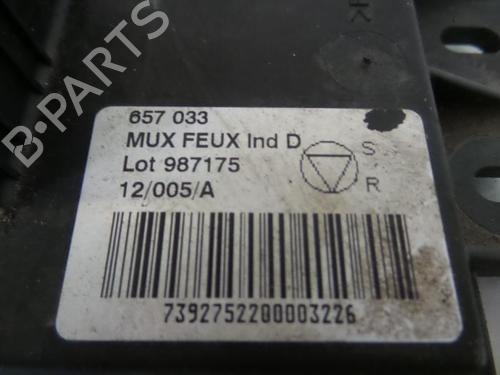 657 033
MUX FEUX Ind D
Lot 987175
12/005/A
S
R
7392752200003226
B-PARTS